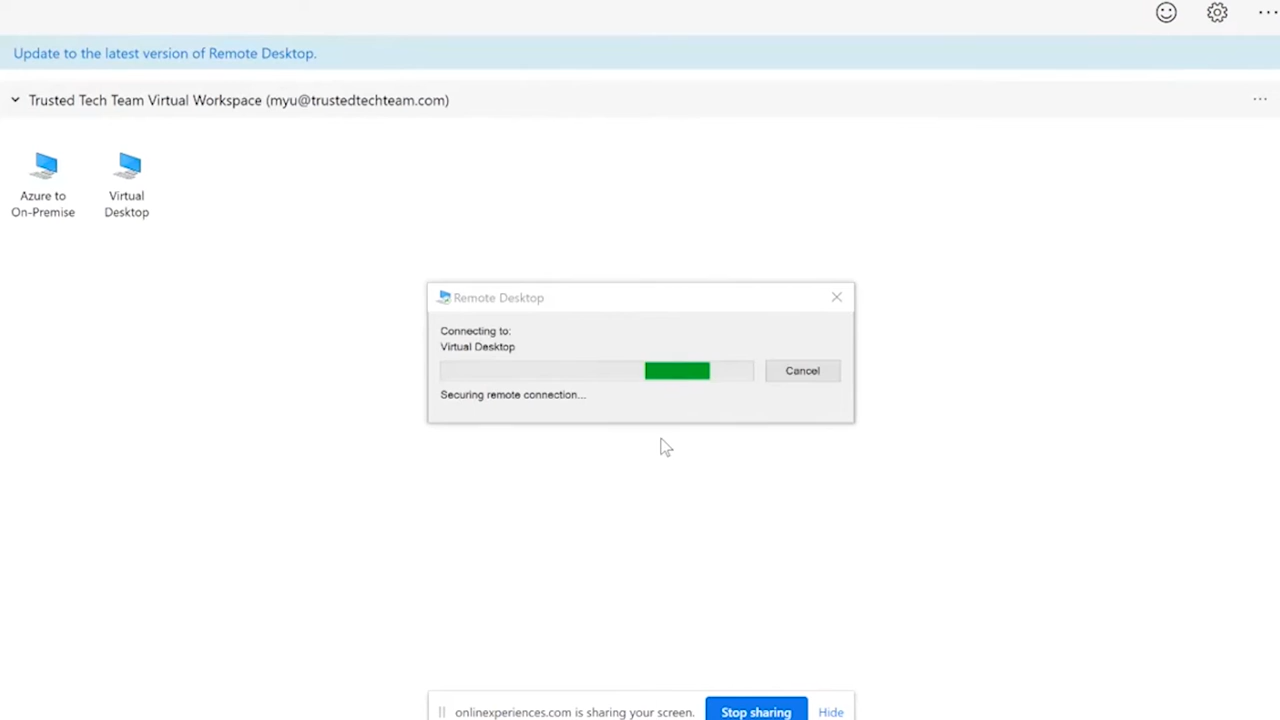 Update to the latest version of Remote Desktop.
Trusted Tech Team Virtual Workspace (myu@trustedtechteam.com)
Azure to
On-Premise
Virtual
Desktop
Remote Desktop
Connecting to:
Virtual Desktop
Cancel
Securing remote connection...
onlinexperiences.com is sharing your screen.
Stop sharing
Hide